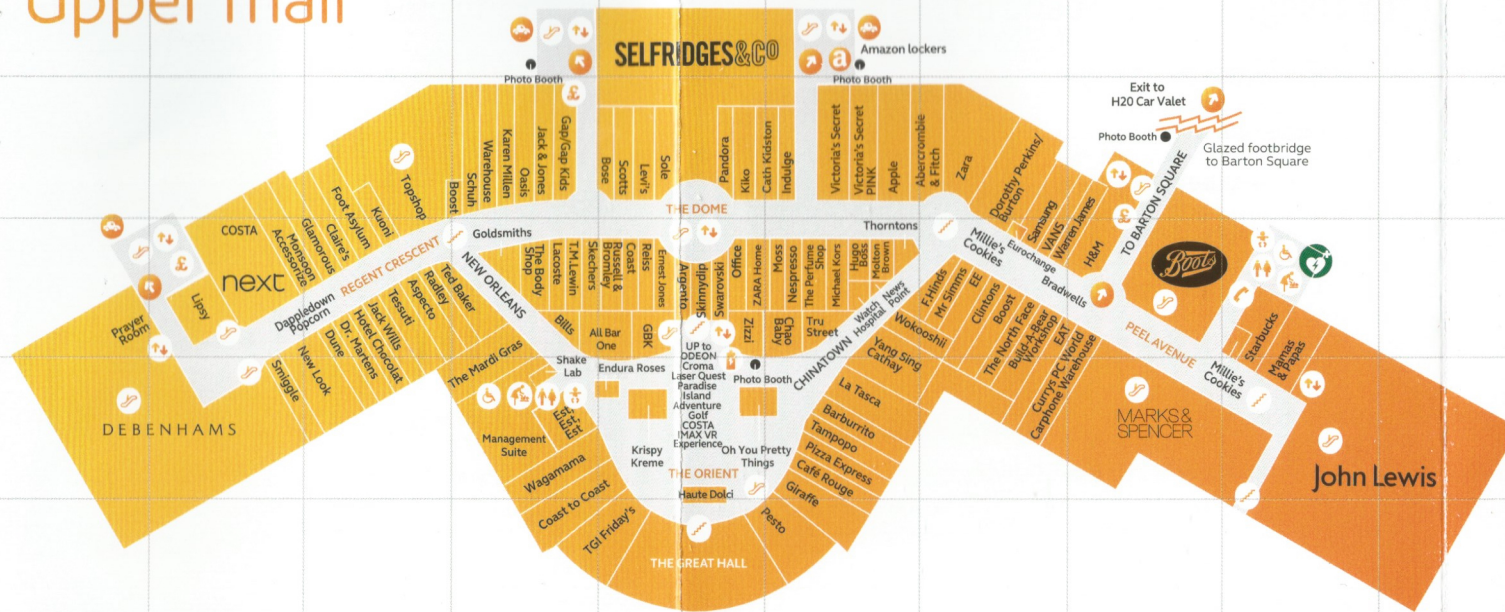 Upper mall
SELFRIDGES&CO
Amazon lockers
a
Photo Booth
Photo Booth
£
Exit to
H20 Car Valet
Photo Booth
Glazed footbridge
to Barton Square
TO BARTON SQUARE
Topshop
Boost
Schuh
Warehouse
Karen Millen
Oasis
Jack & Jones
Gap/Gap Kids
Bose
Scotts
Levi's
Sole
Pandora
Kiko
Cath Kidston
Indulge
Victoria's Secret
Victoria's Secret
PINK
Apple
Abercrombie
& Fitch
Zara
Dorothy Perkins/
Burton
Samsung
VANS
Warren James
£
H&M
Boots
COSTA
next
Monsoon
Accessorize
Glamorous
Claire's
Foot Asylum
Kuoni
£
Lipsy
Prayer
Room
DEBENHAMS
Dappledown
Popcorn
REGENT CRESCENT
Goldsmiths
THE DOME
Thorntons
Millie's
Cookies
Eurochange
Bradwells
PEEL AVENUE
Millie's
Cookies
Starbucks
Mamas
& Papas
John Lewis
MARKS &
SPENCER
Smiggle
New Look
Dune
Dr. Martens
Hotel Chocolat
Jack Wills
Tessuti
Aspecto
Radley
Ted Baker
NEW ORLEANS
The Body
Shop
Lacoste
T.M.Lewin
Skechers
Russell &
Bromley
Coast
Reiss
Ernest Jones
Argento
Skinnydip
Swarovski
Office
ZARA Home
Moss
Nespresso
The Perfume
Shop
Michael Kors
Hugo
Boss
Molton
Brown
Bills
All Bar
One
GBK
Zizzi
Chao
Baby
Tru
Street
Watch
Hospital
News
Point
CHINATOWN
F.Hinds
Mr Simms
EE
Clintons
Boost
The North Face
Build-A-Bear
Workshop
EAT
Currys PC World
Carphone Warehouse
The Mardi Gras
Shake
Lab
Endura Roses
UP to
ODEON
Croma
Laser Quest
Paradise
Island
Adventure
Golf
COSTA
IMAX VR
Experience
Photo Booth
Wokooshii
Yang Sing
Cathay
La Tasca
Barburrito
Tampopo
Pizza Express
Café Rouge
Giraffe
Pesto
Est,
Est,
Est
Management
Suite
Wagamama
Coast to Coast
TGI Friday's
Krispy
Kreme
Oh You Pretty
Things
THE ORIENT
Haute Dolci
THE GREAT HALL